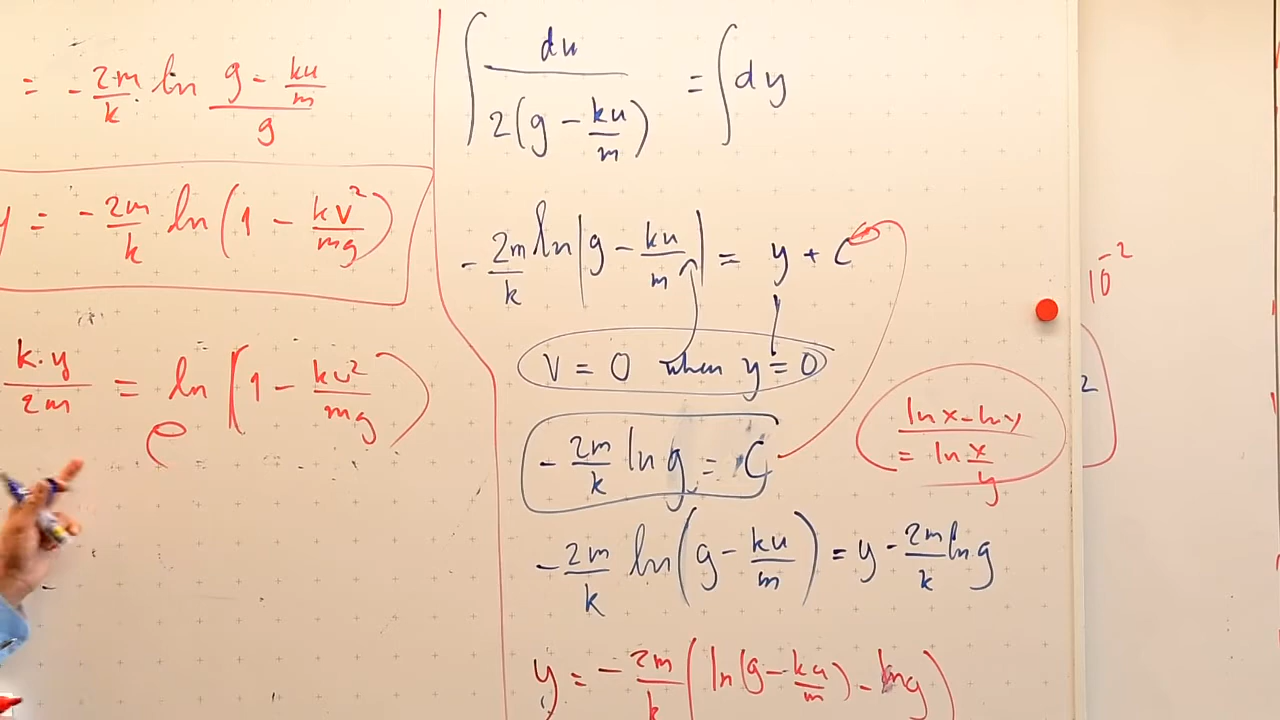 = - 2m/k ln (g - ku/m)/g
y = - 2m/k ln(1 - kv²/mg)
k·y/2m = ln(1 - kv²/mg)
e
∫ du/2(g - ku/m) = ∫ dy
- 2m/k ln|g - ku/m| = y + C
V = 0 when y = 0
- 2m/k ln g = C
- 2m/k ln(g - ku/m) = y - 2m/k ln g
y = - 2m/k (ln(g - ku/m) - ln g)
ln x - ln y
= ln x/y
10⁻²
2